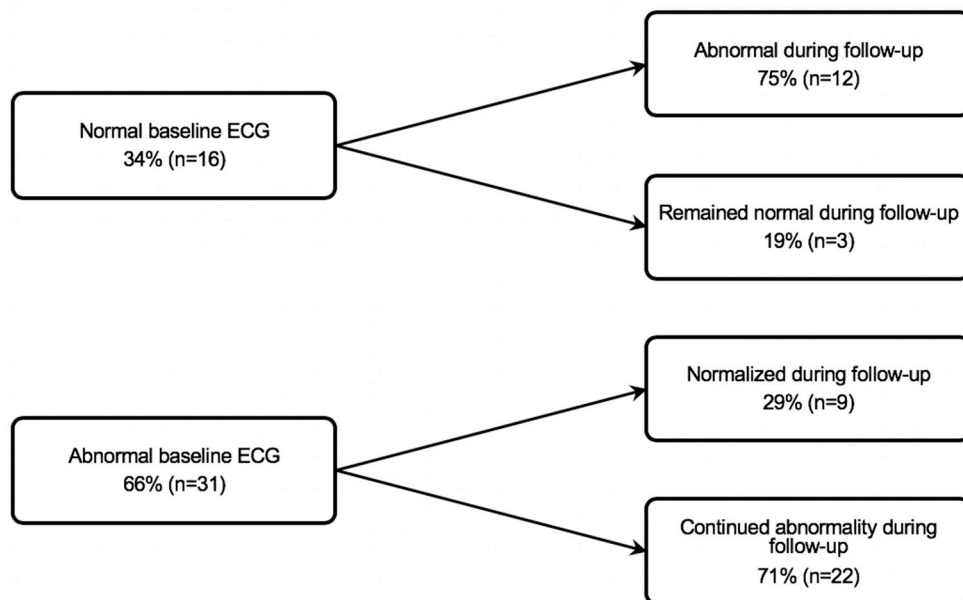 Abnormal during follow-up
75% (n=12)
Normal baseline ECG
34% (n=16)
Remained normal during follow-up
19% (n=3)
Normalized during follow-up
29% (n=9)
Abnormal baseline ECG
66% (n=31)
Continued abnormality during
follow-up
71% (n=22)